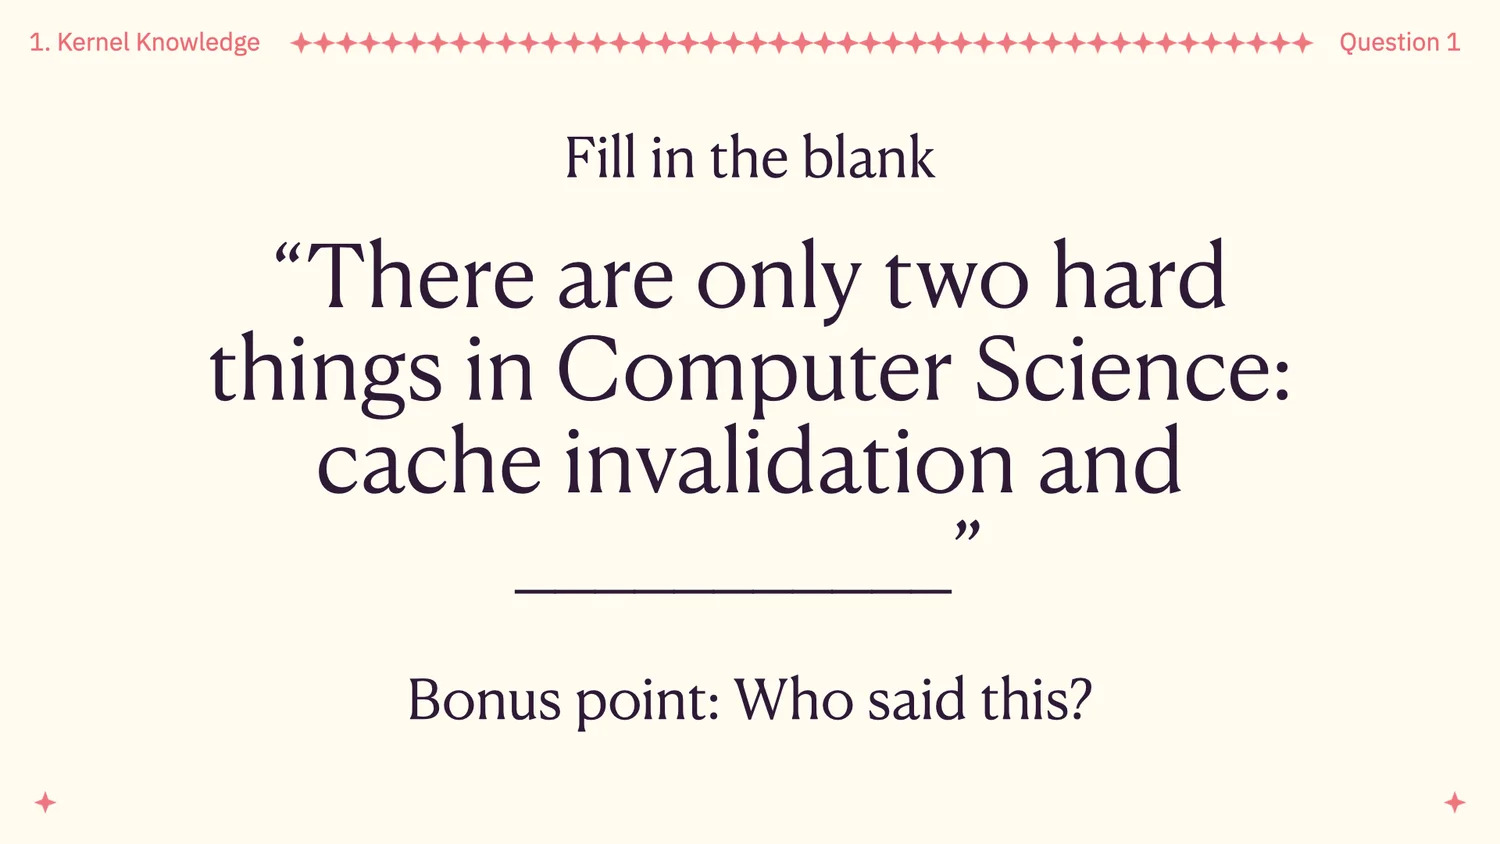 1. Kernel Knowledge
Question 1
Fill in the blank
“There are only two hard
things in Computer Science:
cache invalidation and
___________”
Bonus point: Who said this?